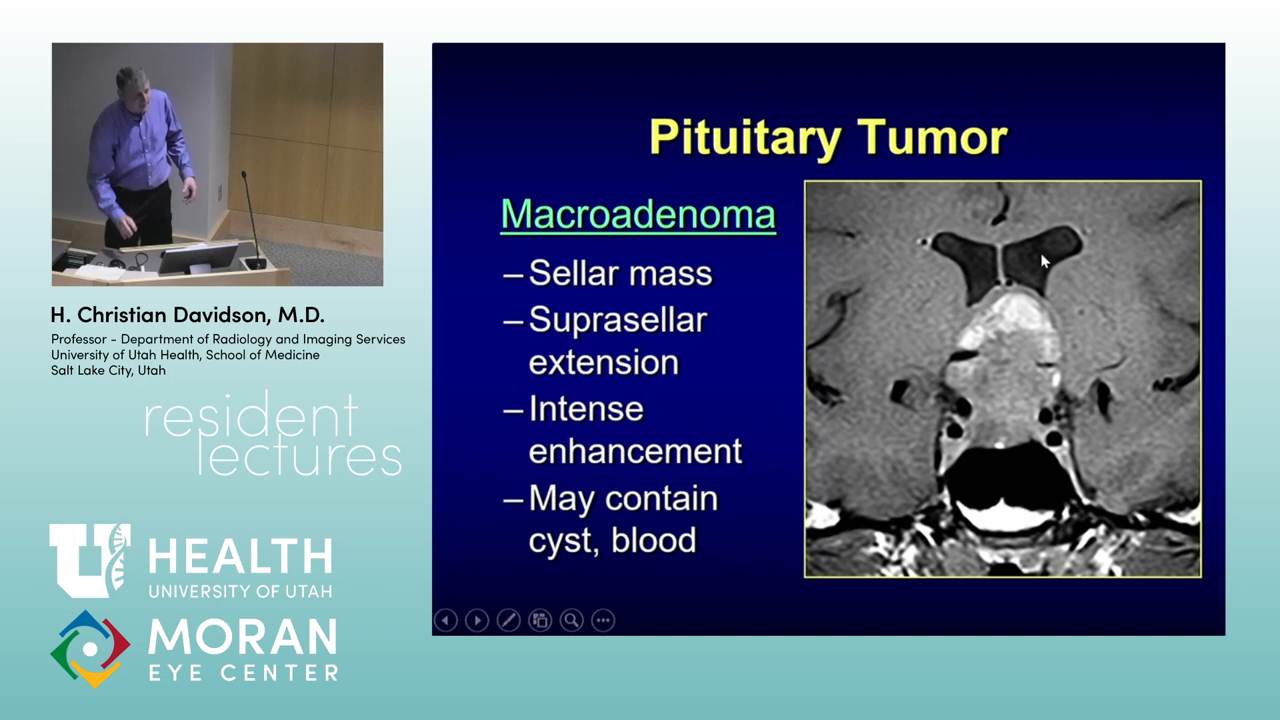 H. Christian Davidson, M.D.
Professor - Department of Radiology and Imaging Services
University of Utah Health, School of Medicine
Salt Lake City, Utah
resident
lectures
U HEALTH
UNIVERSITY OF UTAH
MORAN
EYE CENTER
Pituitary Tumor
Macroadenoma
– Sellar mass
– Suprasellar
extension
– Intense
enhancement
– May contain
cyst, blood